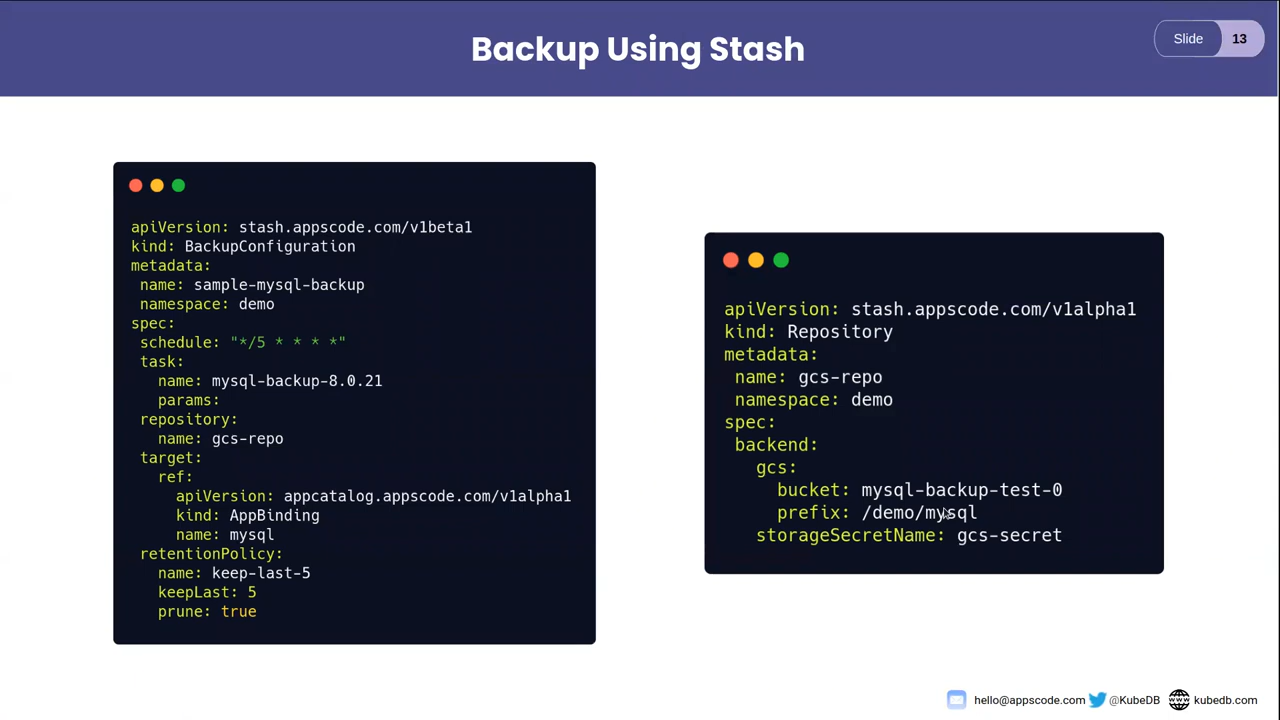 Backup Using Stash
Slide 13
apiVersion: stash.appscode.com/v1beta1
kind: BackupConfiguration
metadata:
 name: sample-mysql-backup
 namespace: demo
spec:
 schedule: "*/5 * * * *"
 task:
   name: mysql-backup-8.0.21
   params:
 repository:
   name: gcs-repo
 target:
   ref:
     apiVersion: appcatalog.appscode.com/v1alpha1
     kind: AppBinding
     name: mysql
 retentionPolicy:
   name: keep-last-5
   keepLast: 5
   prune: true
apiVersion: stash.appscode.com/v1alpha1
kind: Repository
metadata:
 name: gcs-repo
 namespace: demo
spec:
 backend:
   gcs:
     bucket: mysql-backup-test-0
     prefix: /demo/mysql
   storageSecretName: gcs-secret
hello@appscode.com @KubeDB kubedb.com